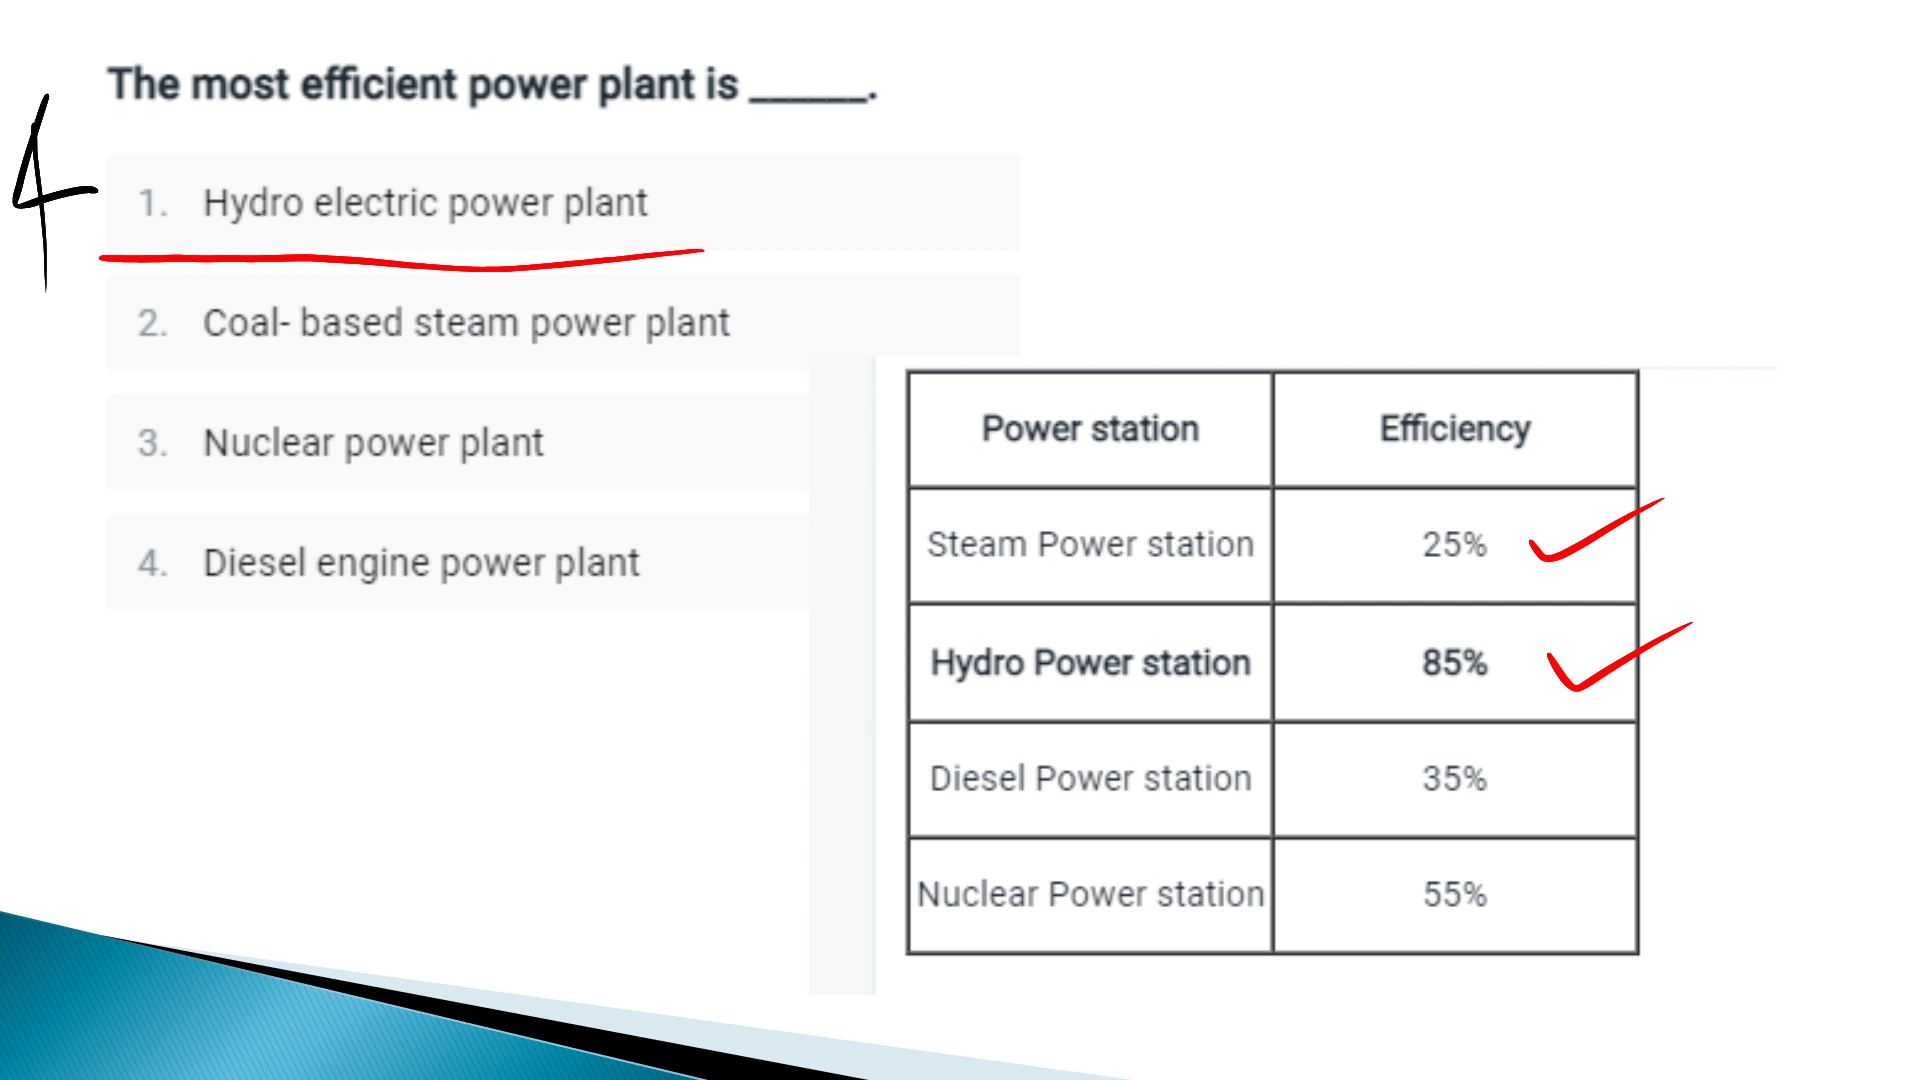 The most efficient power plant is ______.
4
1. Hydro electric power plant
2. Coal- based steam power plant
3. Nuclear power plant
4. Diesel engine power plant
Power station Efficiency
Steam Power station 25%
Hydro Power station 85%
Diesel Power station 35%
Nuclear Power station 55%